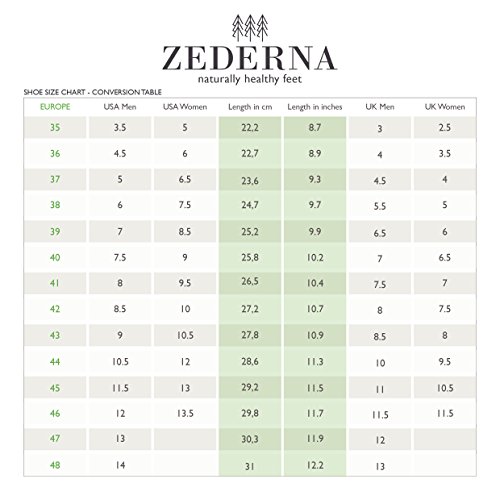 ZEDERNA
naturally healthy feet
SHOE SIZE CHART - CONVERSION TABLE
EUROPE USA Men USA Women Length in cm Length in inches UK Men UK Women
35 3.5 5 22,2 8.7 3 2.5
36 4.5 6 22,7 8.9 4 3.5
37 5 6.5 23,6 9.3 4.5 4
38 6 7.5 24,7 9.7 5.5 5
39 7 8.5 25,2 9.9 6.5 6
40 7.5 9 25,8 10.2 7 6.5
41 8 9.5 26,5 10.4 7.5 7
42 8.5 10 27,2 10.7 8 7.5
43 9 10.5 27,8 10.9 8.5 8
44 10.5 12 28,6 11.3 10 9.5
45 11.5 13 29,2 11.5 11 10.5
46 12 13.5 29,8 11.7 11.5 11.5
47 13 30,3 11.9 12
48 14 31 12.2 13